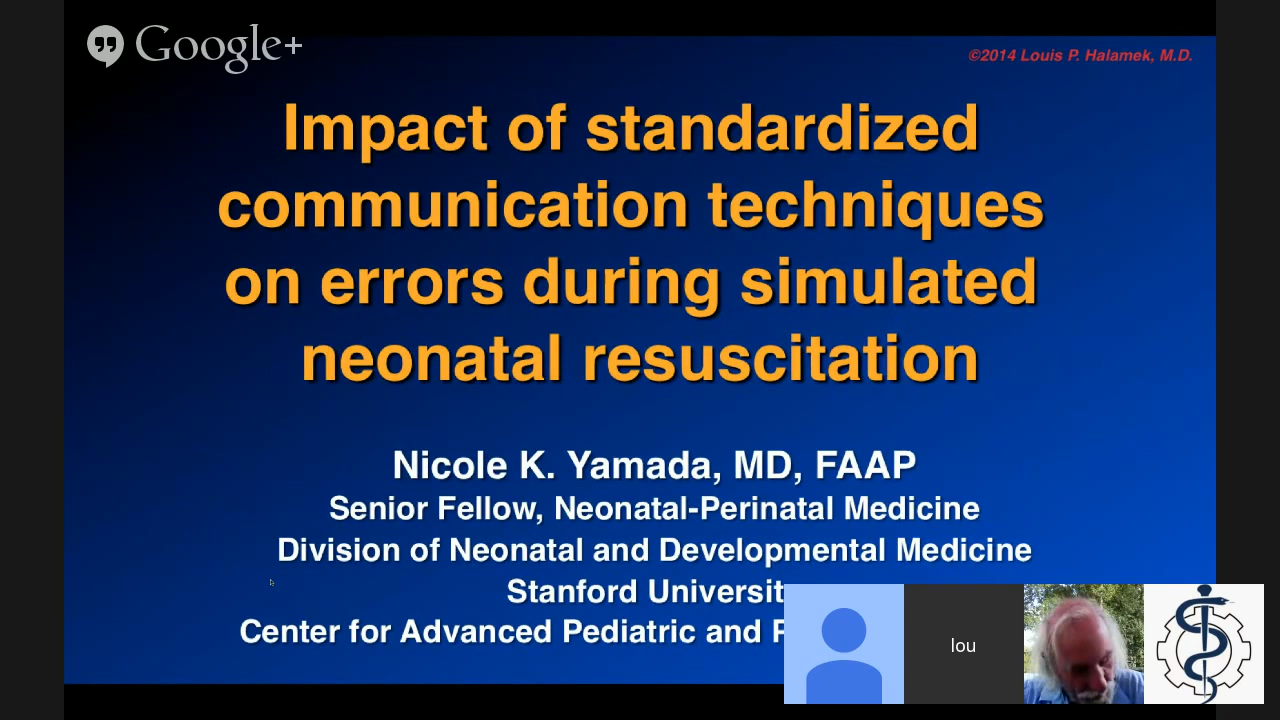 Google+
©2014 Louis P. Halamek, M.D.
Impact of standardized
communication techniques
on errors during simulated
neonatal resuscitation
Nicole K. Yamada, MD, FAAP
Senior Fellow, Neonatal-Perinatal Medicine
Division of Neonatal and Developmental Medicine
Stanford
Center for Advanced Pediatric and
lou